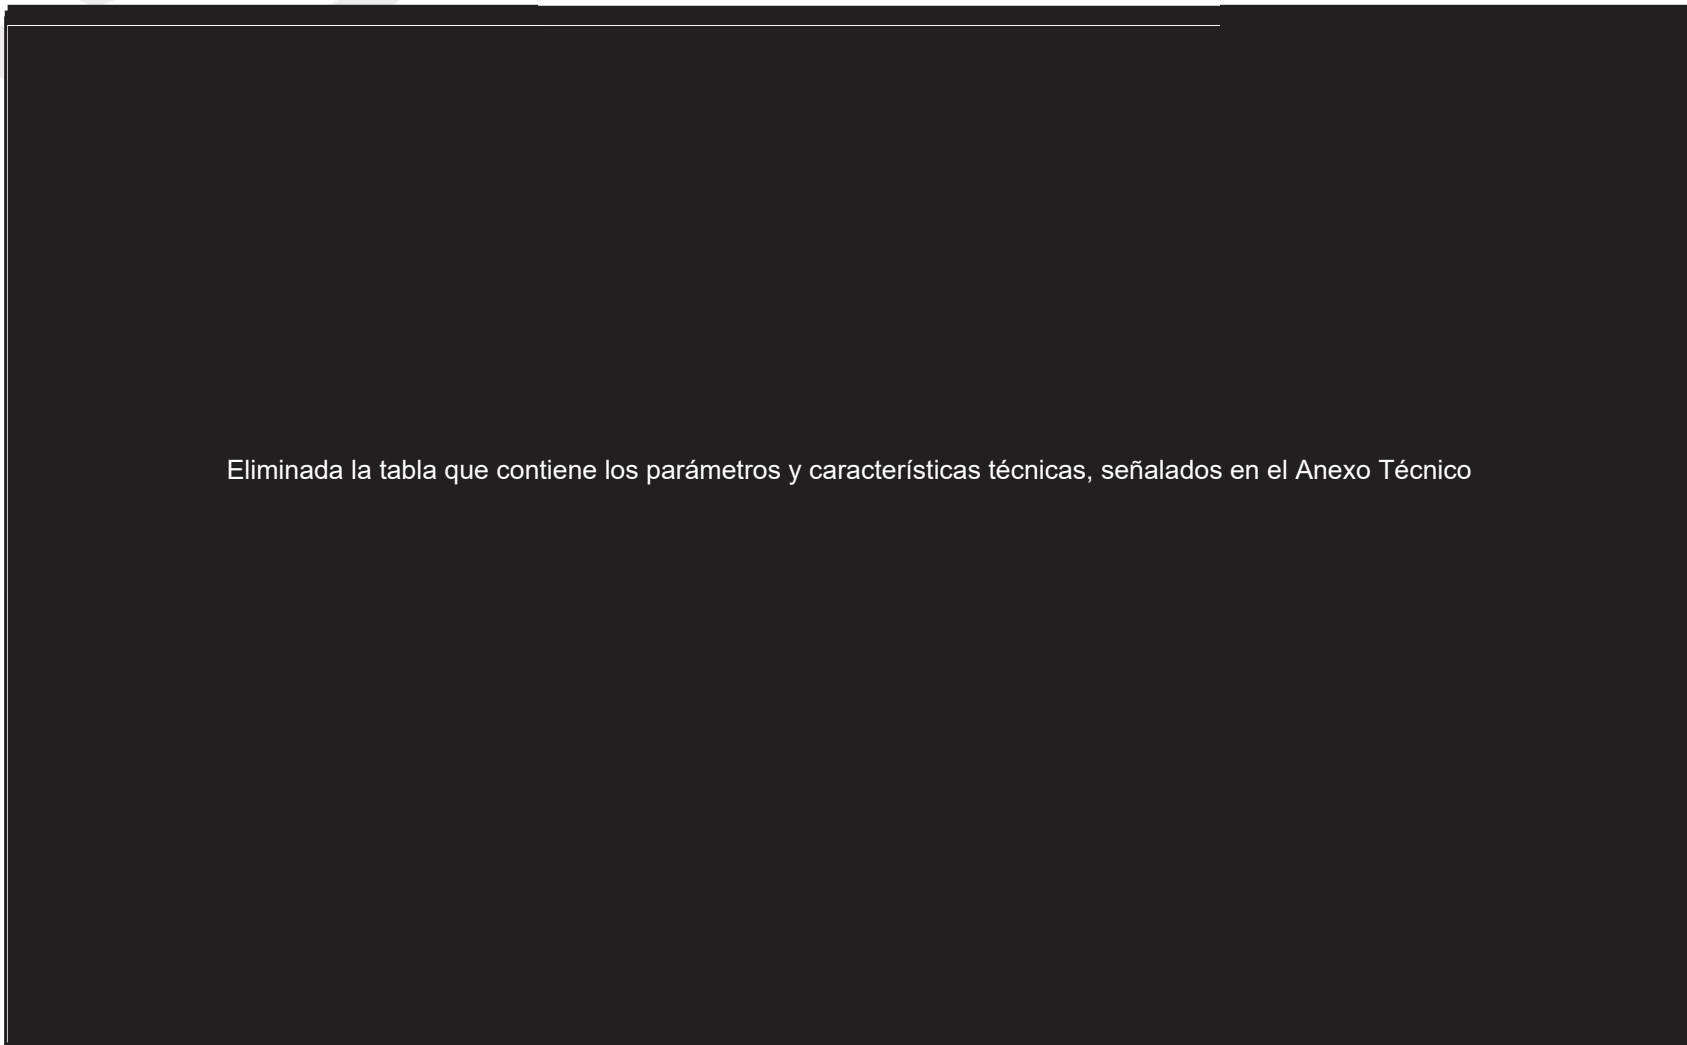 Eliminada la tabla que contiene los parámetros y características técnicas, señalados en el Anexo Técnico